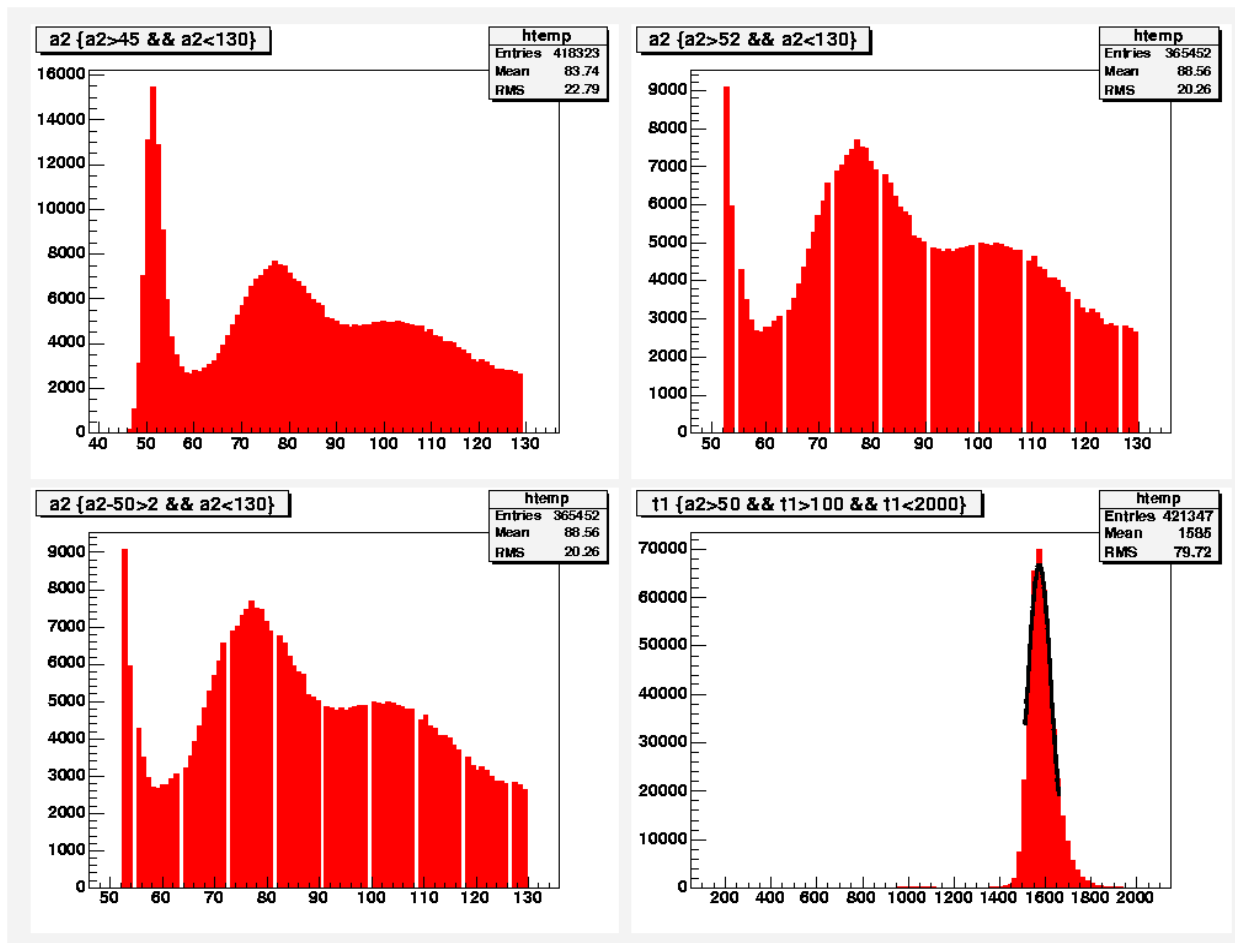 a2 {a2>45 && a2<130}
htemp
Entries 418323
Mean 83.74
RMS 22.79
16000
14000
12000
10000
8000
6000
4000
2000
0
40 50 60 70 80 90 100 110 120 130
a2 {a2>52 && a2<130}
htemp
Entries 365452
Mean 88.56
RMS 20.26
9000
8000
7000
6000
5000
4000
3000
2000
1000
0
50 60 70 80 90 100 110 120 130
a2 {a2-50>2 && a2<130}
htemp
Entries 365452
Mean 88.56
RMS 20.26
9000
8000
7000
6000
5000
4000
3000
2000
1000
0
50 60 70 80 90 100 110 120 130
t1 {a2>50 && t1>100 && t1<2000}
htemp
Entries 421347
Mean 1585
RMS 79.72
70000
60000
50000
40000
30000
20000
10000
0
200 400 600 800 1000 1200 1400 1600 1800 2000